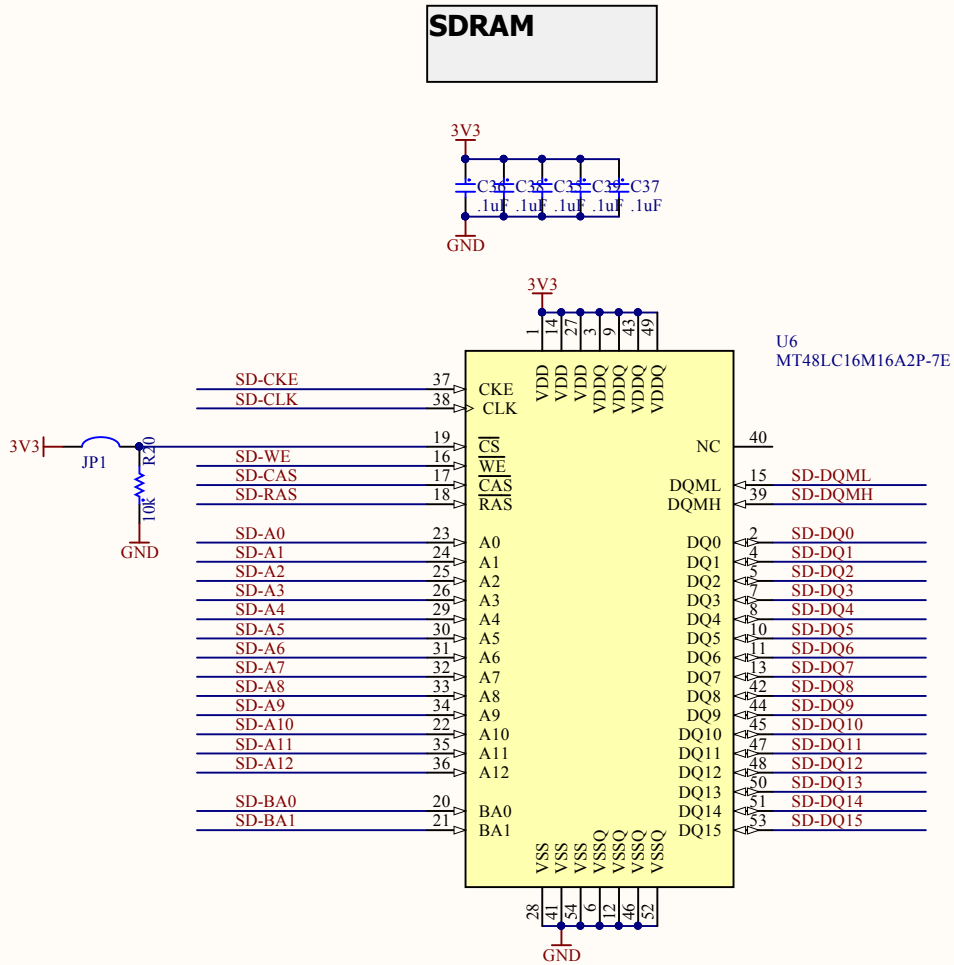 SDRAM
3V3
C36 C38 C35 C39 C37
.1uF .1uF .1uF .1uF .1uF
GND
3V3
1 14 27 3 9 43 49
VDD VDD VDD VDDQ VDDQ VDDQ VDDQ
U6
MT48LC16M16A2P-7E
SD-CKE 37 CKE
SD-CLK 38 CLK
3V3 JP1 R20 10k GND
19 CS
SD-WE 16 WE
SD-CAS 17 CAS
SD-RAS 18 RAS
SD-A0 23 A0
SD-A1 24 A1
SD-A2 25 A2
SD-A3 26 A3
SD-A4 29 A4
SD-A5 30 A5
SD-A6 31 A6
SD-A7 32 A7
SD-A8 33 A8
SD-A9 34 A9
SD-A10 22 A10
SD-A11 35 A11
SD-A12 36 A12
SD-BA0 20 BA0
SD-BA1 21 BA1
NC 40
DQML 15 SD-DQML
DQMH 39 SD-DQMH
DQ0 2 SD-DQ0
DQ1 4 SD-DQ1
DQ2 5 SD-DQ2
DQ3 7 SD-DQ3
DQ4 8 SD-DQ4
DQ5 10 SD-DQ5
DQ6 11 SD-DQ6
DQ7 13 SD-DQ7
DQ8 42 SD-DQ8
DQ9 44 SD-DQ9
DQ10 45 SD-DQ10
DQ11 47 SD-DQ11
DQ12 48 SD-DQ12
DQ13 50 SD-DQ13
DQ14 51 SD-DQ14
DQ15 53 SD-DQ15
VSS VSS VSS VSSQ VSSQ VSSQ VSSQ
28 41 54 6 12 46 52
GND